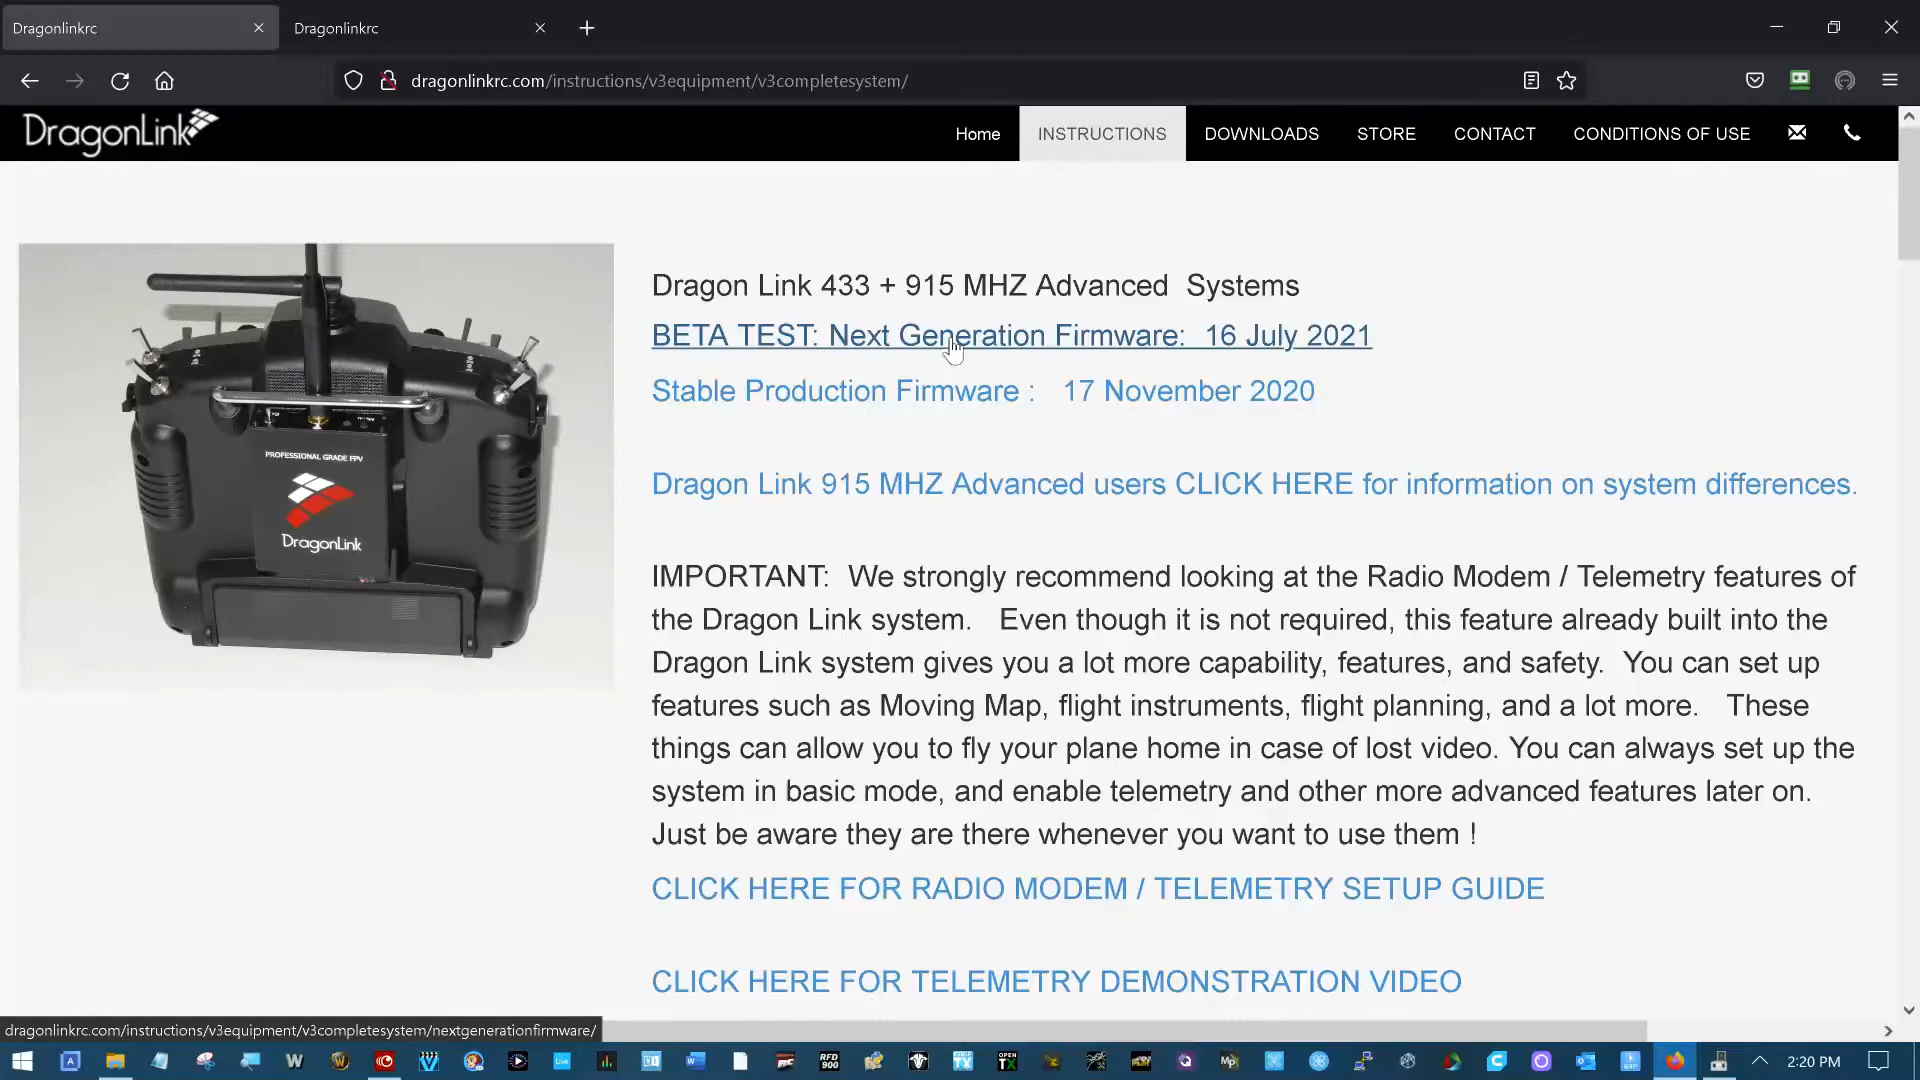 Dragonlinkrc
Dragonlinkrc
dragonlinkrc.com/instructions/v3equipment/v3completesystem/
DragonLink
Home INSTRUCTIONS DOWNLOADS STORE CONTACT CONDITIONS OF USE
Dragon Link 433 + 915 MHZ Advanced Systems
BETA TEST: Next Generation Firmware: 16 July 2021
Stable Production Firmware : 17 November 2020
PROFESSIONAL GRADE FPV
DragonLink
Dragon Link 915 MHZ Advanced users CLICK HERE for information on system differences.
IMPORTANT: We strongly recommend looking at the Radio Modem / Telemetry features of
the Dragon Link system. Even though it is not required, this feature already built into the
Dragon Link system gives you a lot more capability, features, and safety. You can set up
features such as Moving Map, flight instruments, flight planning, and a lot more. These
things can allow you to fly your plane home in case of lost video. You can always set up the
system in basic mode, and enable telemetry and other more advanced features later on.
Just be aware they are there whenever you want to use them !
CLICK HERE FOR RADIO MODEM / TELEMETRY SETUP GUIDE
CLICK HERE FOR TELEMETRY DEMONSTRATION VIDEO
dragonlinkrc.com/instructions/v3equipment/v3completesystem/nextgenerationfirmware/
2:20 PM